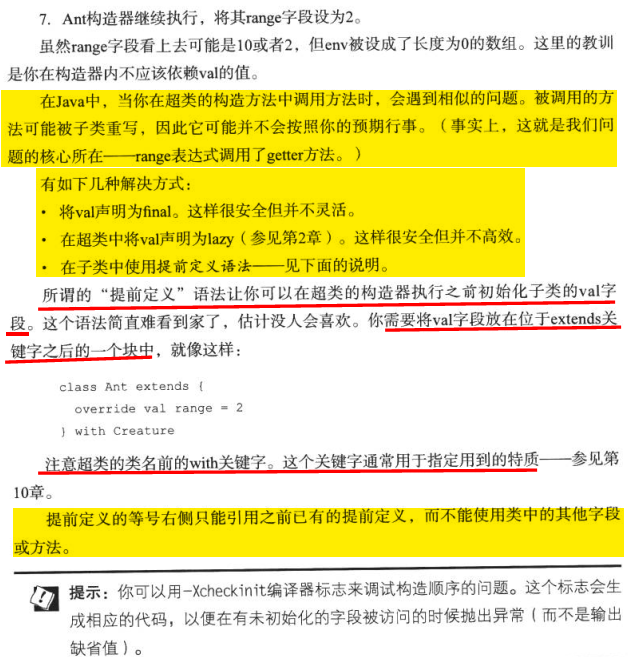 7. Ant构造器继续执行，将其range字段设为2。
虽然range字段看上去可能是10或者2，但env被设成了长度为0的数组。这里的教训
是你在构造器内不应该依赖val的值。
在Java中，当你在超类的构造方法中调用方法时，会遇到相似的问题。被调用的方
法可能被子类重写，因此它可能并不会按照你的预期行事。（事实上，这就是我们问
题的核心所在——range表达式调用了getter方法。）
有如下几种解决方式：
• 将val声明为final。这样很安全但并不灵活。
• 在超类中将val声明为lazy（参见第2章）。这样很安全但并不高效。
• 在子类中使用提前定义语法——见下面的说明。
所谓的“提前定义”语法让你可以在超类的构造器执行之前初始化子类的val字
段。这个语法简直难看到家了，估计没人会喜欢。你需要将val字段放在位于extends关
键字之后的一个块中，就像这样：
class Ant extends {
override val range = 2
} with Creature
注意超类的类名前的with关键字。这个关键字通常用于指定用到的特质——参见第
10章。
提前定义的等号右侧只能引用之前已有的提前定义，而不能使用类中的其他字段
或方法。
提示：你可以用-Xcheckinit编译器标志来调试构造顺序的问题。这个标志会生
成相应的代码，以便在有未初始化的字段被访问的时候抛出异常（而不是输出
缺省值）。